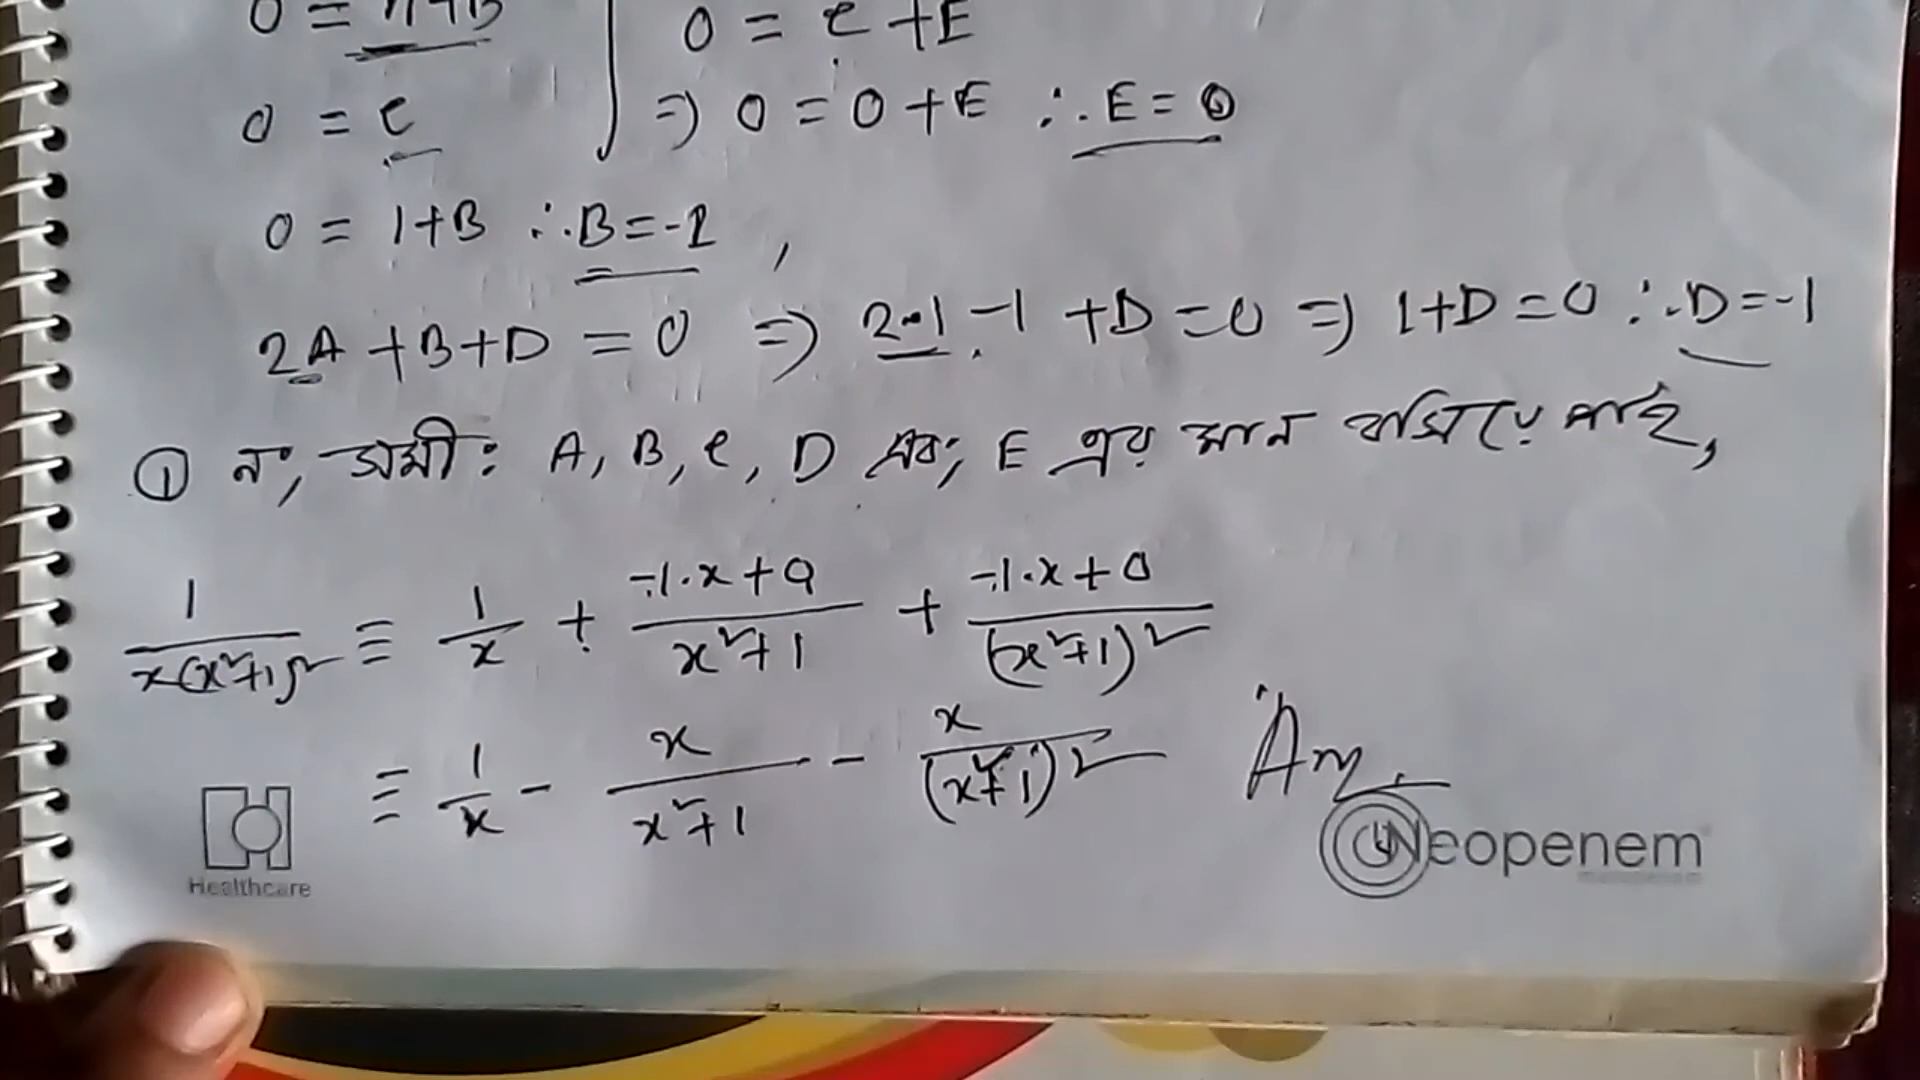 0 = A+B
0 = C + E
0 = C
⇒ 0 = 0 + E ∴ E = 0
0 = 1+B ∴ B = -1,
2A + B + D = 0 ⇒ 2·1 - 1 + D = 0 ⇒ 1 + D = 0 ∴ D = -1
① নং সমী: A, B, C, D এবং E এর মান বসিয়ে পাই,
1/x(x²+1)² ≡ 1/x + -1·x+0/x²+1 + -1·x+0/(x²+1)²
≡ 1/x - x/x²+1 - x/(x²+1)² Ans
Healthcare
Neopenem